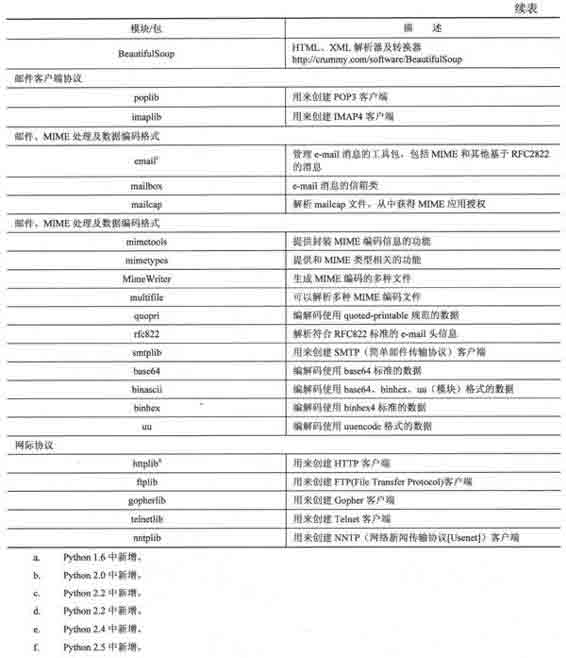 续表
模块/包 描 述
BeautifulSoup HTML、XML 解析器及转换器
http://crummy.com/software/BeautifulSoup
邮件客户端协议
poplib 用来创建 POP3 客户端
imaplib 用来创建 IMAP4 客户端
邮件、MIME 处理及数据编码格式
email 管理 e-mail 消息的工具包，包括 MIME 和其他基于 RFC2822
的消息
mailbox e-mail 消息的信箱类
mailcap 解析 mailcap 文件，从中获得 MIME 应用授权
邮件、MIME 处理及数据编码格式
mimetools 提供封装 MIME 编码信息的功能
mimetypes 提供和 MIME 类型相关的功能
MimeWriter 生成 MIME 编码的多种文件
multifile 可以解析多种 MIME 编码文件
quopri 编解码使用 quoted-printable 规范的数据
rfc822 解析符合 RFC822 标准的 e-mail 头信息
smtplib 用来创建 SMTP（简单邮件传输协议）客户端
base64 编解码使用 base64 标准的数据
binascii 编解码使用 base64、binhex、uu（模块）格式的数据
binhex 编解码使用 binhex4 标准的数据
uu 编解码使用 uuencode 格式的数据
网际协议
httplib 用来创建 HTTP 客户端
ftplib 用来创建 FTP(File Transfer Protocol)客户端
gopherlib 用来创建 Gopher 客户端
telnetlib 用来创建 Telnet 客户端
nntplib 用来创建 NNTP（网络新闻传输协议[Usenet]）客户端
a. Python 1.6 中新增。
b. Python 2.0 中新增。
c. Python 2.2 中新增。
d. Python 2.2 中新增。
e. Python 2.4 中新增。
f. Python 2.5 中新增。